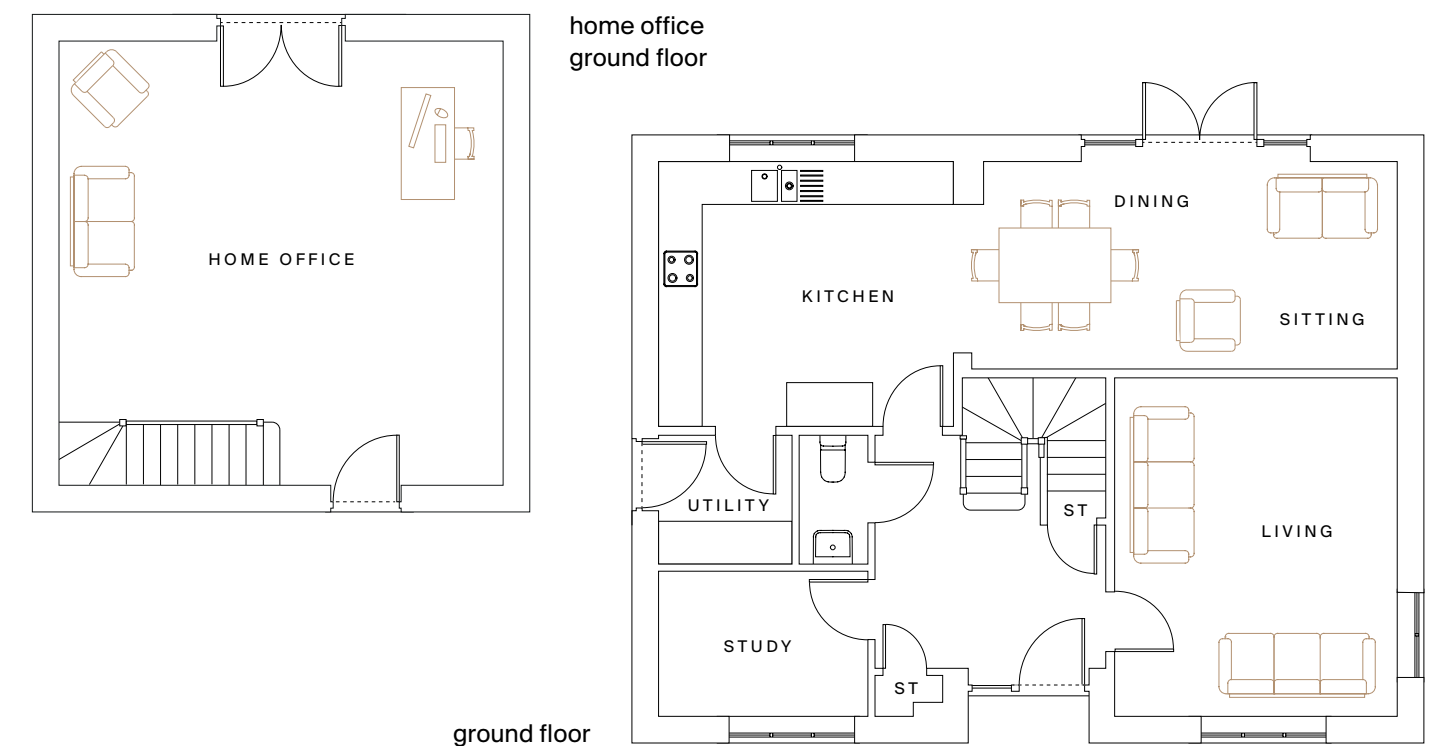 home office
ground floor
HOME OFFICE
DINING
KITCHEN
SITTING
UTILITY
ST
LIVING
STUDY
ST
ground floor